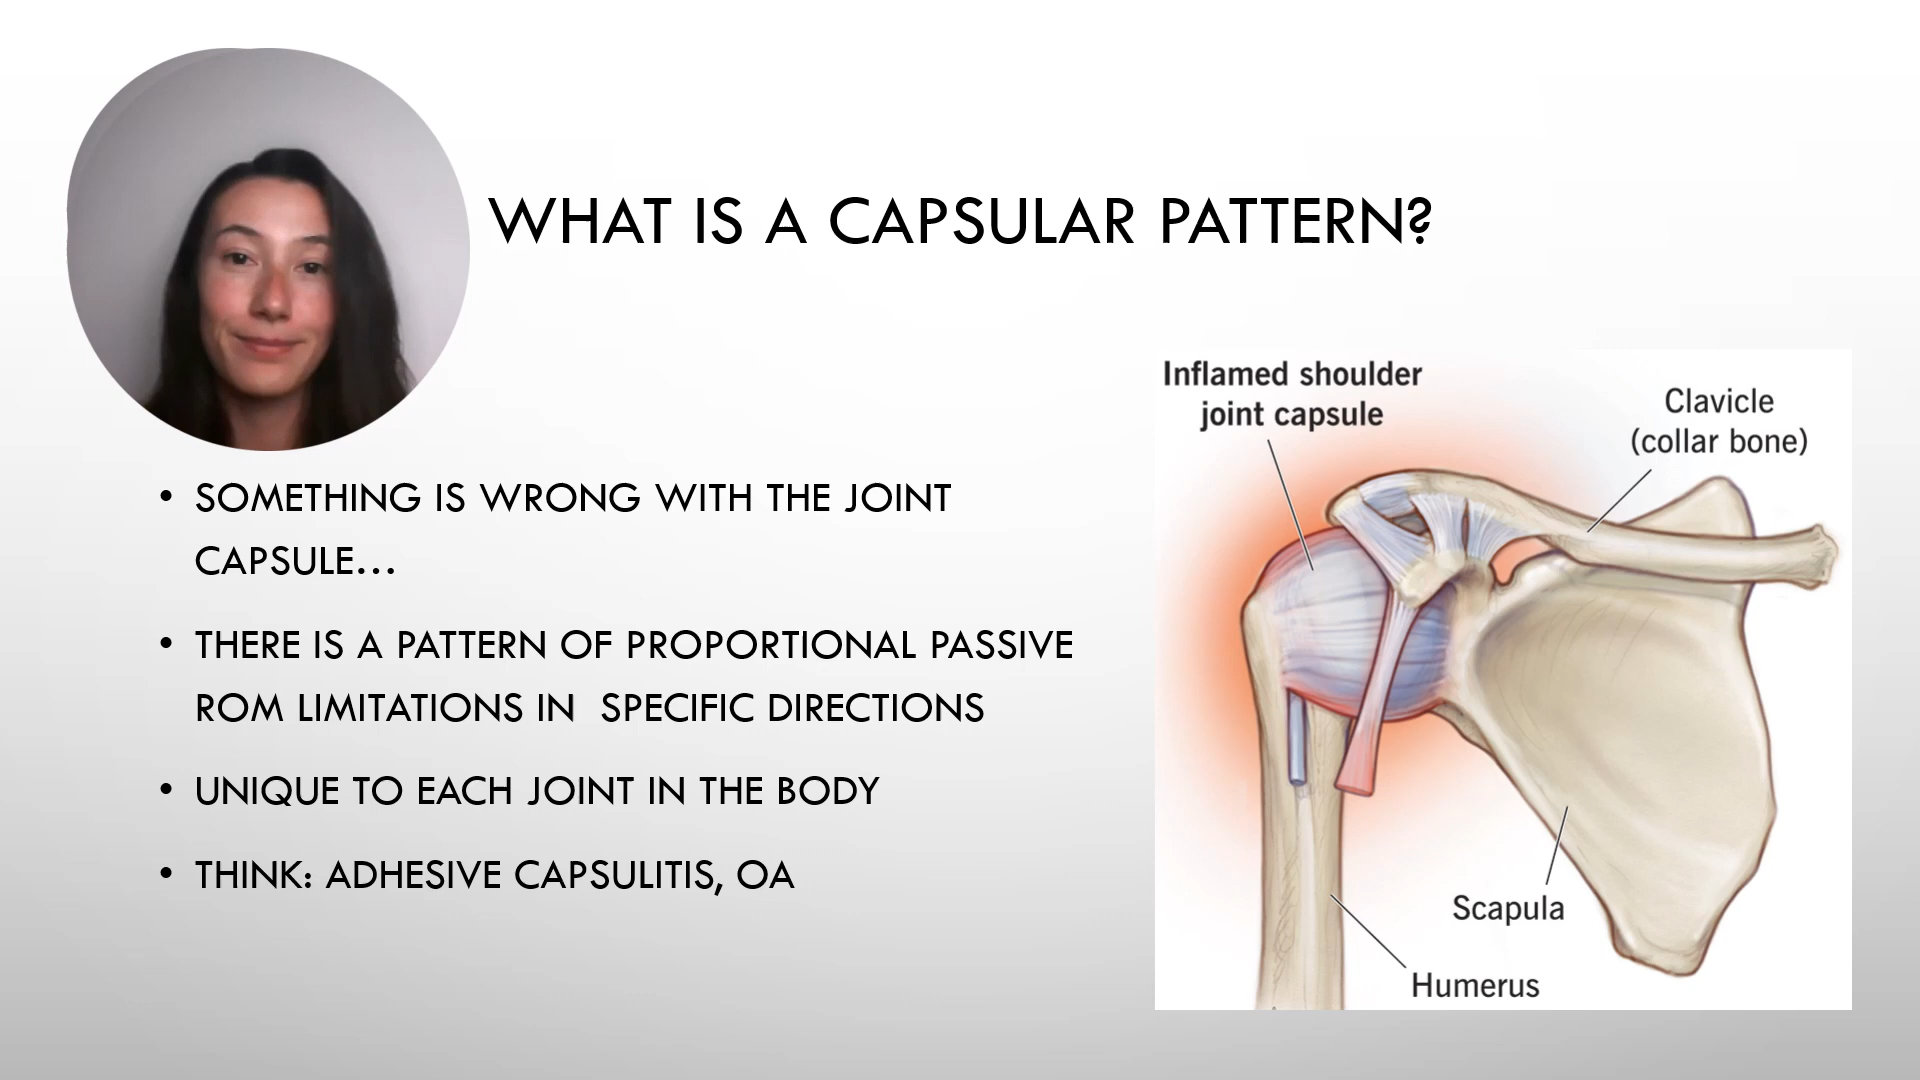 WHAT IS A CAPSULAR PATTERN?
• SOMETHING IS WRONG WITH THE JOINT
CAPSULE...
• THERE IS A PATTERN OF PROPORTIONAL PASSIVE
ROM LIMITATIONS IN  SPECIFIC DIRECTIONS
• UNIQUE TO EACH JOINT IN THE BODY
• THINK: ADHESIVE CAPSULITIS, OA
Inflamed shoulder
joint capsule
Clavicle
(collar bone)
Scapula
Humerus